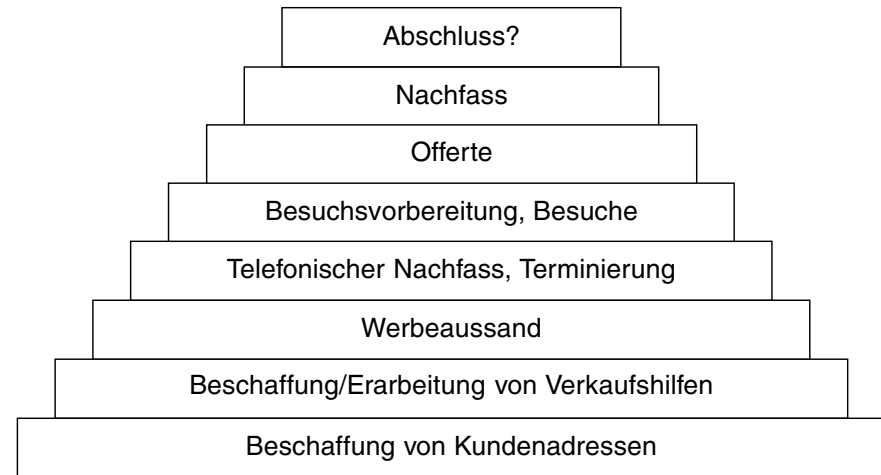 Abschluss?
Nachfass
Offerte
Besuchsvorbereitung, Besuche
Telefonischer Nachfass, Terminierung
Werbeaussand
Beschaffung/Erarbeitung von Verkaufshilfen
Beschaffung von Kundenadressen